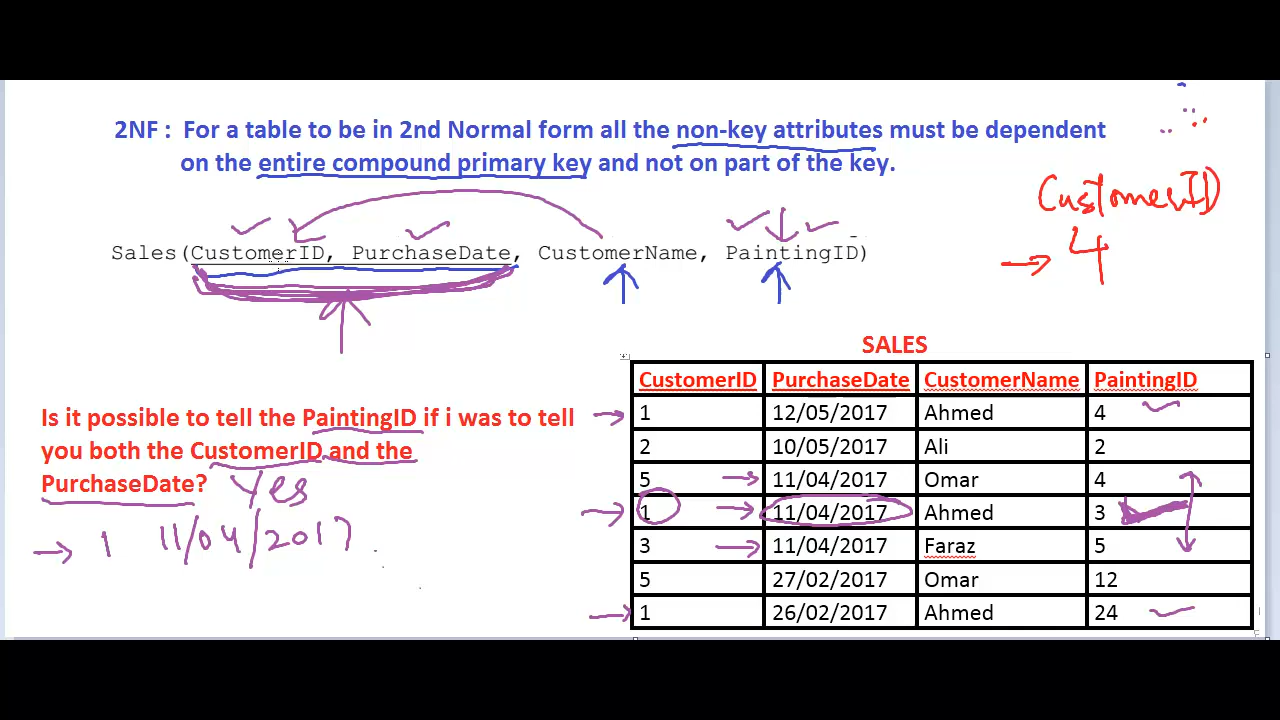 2NF : For a table to be in 2nd Normal form all the non-key attributes must be dependent
on the entire compound primary key and not on part of the key.
CustomerID
4
Sales(CustomerID, PurchaseDate, CustomerName, PaintingID)
Is it possible to tell the PaintingID if i was to tell
you both the CustomerID and the
PurchaseDate? Yes
1 11/04/2017
SALES
CustomerID PurchaseDate CustomerName PaintingID
1 12/05/2017 Ahmed 4
2 10/05/2017 Ali 2
5 11/04/2017 Omar 4
1 11/04/2017 Ahmed 3
3 11/04/2017 Faraz 5
5 27/02/2017 Omar 12
1 26/02/2017 Ahmed 24